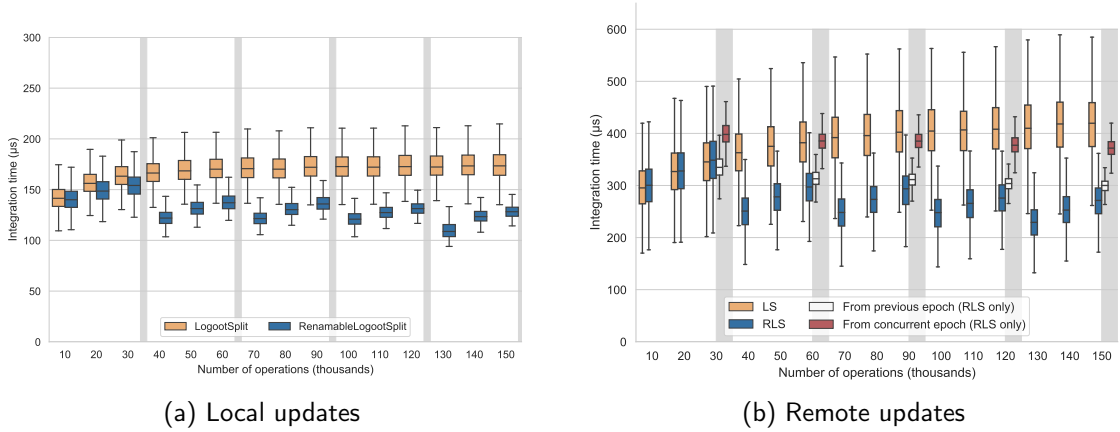 300
250
200
150
100
50
0
Integration time (µs)
LogootSplit
RenamableLogootSplit
10 20 30 40 50 60 70 80 90 100 110 120 130 140 150
Number of operations (thousands)
(a) Local updates
600
500
400
300
200
100
0
Integration time (µs)
LS
RLS
From previous epoch (RLS only)
From concurrent epoch (RLS only)
10 20 30 40 50 60 70 80 90 100 110 120 130 140 150
Number of operations (thousands)
(b) Remote updates